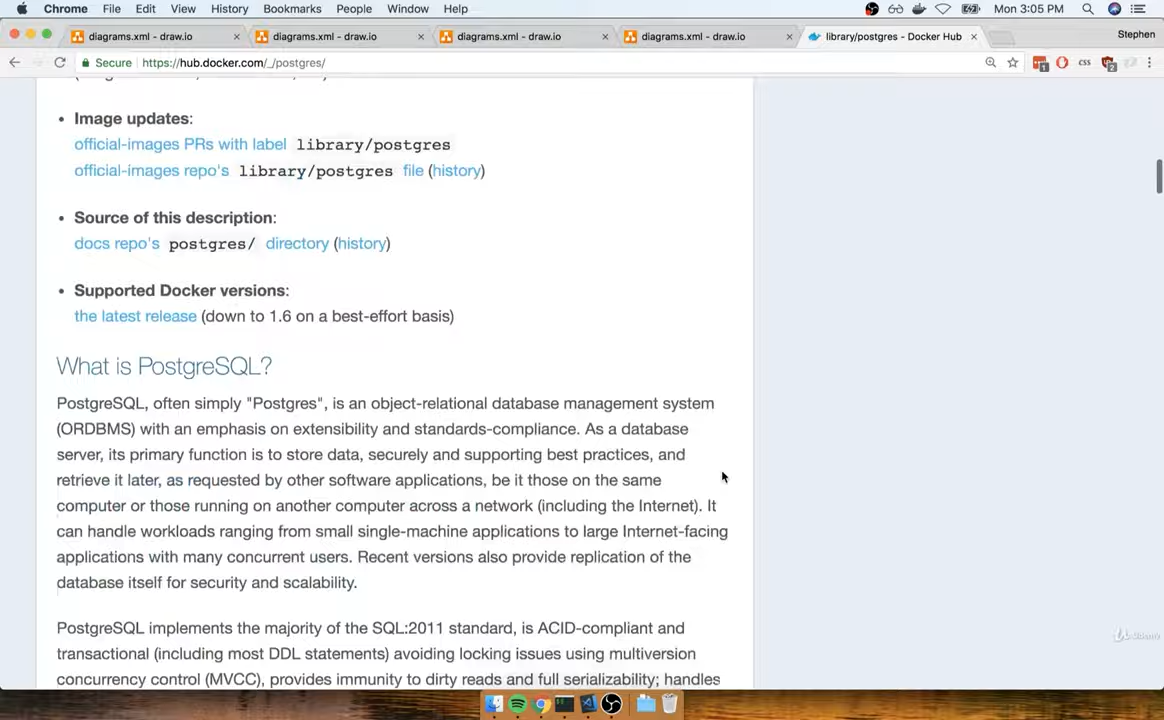 Chrome File Edit View History Bookmarks People Window Help Mon 3:05 PM
diagrams.xml - draw.io × diagrams.xml - draw.io × diagrams.xml - draw.io × diagrams.xml - draw.io × library/postgres - Docker Hub × Stephen
Secure https://hub.docker.com/_/postgres/ 1 CSS 2
Image updates:
official-images PRs with label library/postgres
official-images repo's library/postgres file (history)
Source of this description:
docs repo's postgres/ directory (history)
Supported Docker versions:
the latest release (down to 1.6 on a best-effort basis)
What is PostgreSQL?
PostgreSQL, often simply "Postgres", is an object-relational database management system
(ORDBMS) with an emphasis on extensibility and standards-compliance. As a database
server, its primary function is to store data, securely and supporting best practices, and
retrieve it later, as requested by other software applications, be it those on the same
computer or those running on another computer across a network (including the Internet). It
can handle workloads ranging from small single-machine applications to large Internet-facing
applications with many concurrent users. Recent versions also provide replication of the
database itself for security and scalability.
PostgreSQL implements the majority of the SQL:2011 standard, is ACID-compliant and
transactional (including most DDL statements) avoiding locking issues using multiversion
concurrency control (MVCC), provides immunity to dirty reads and full serializability; handles
Udemy